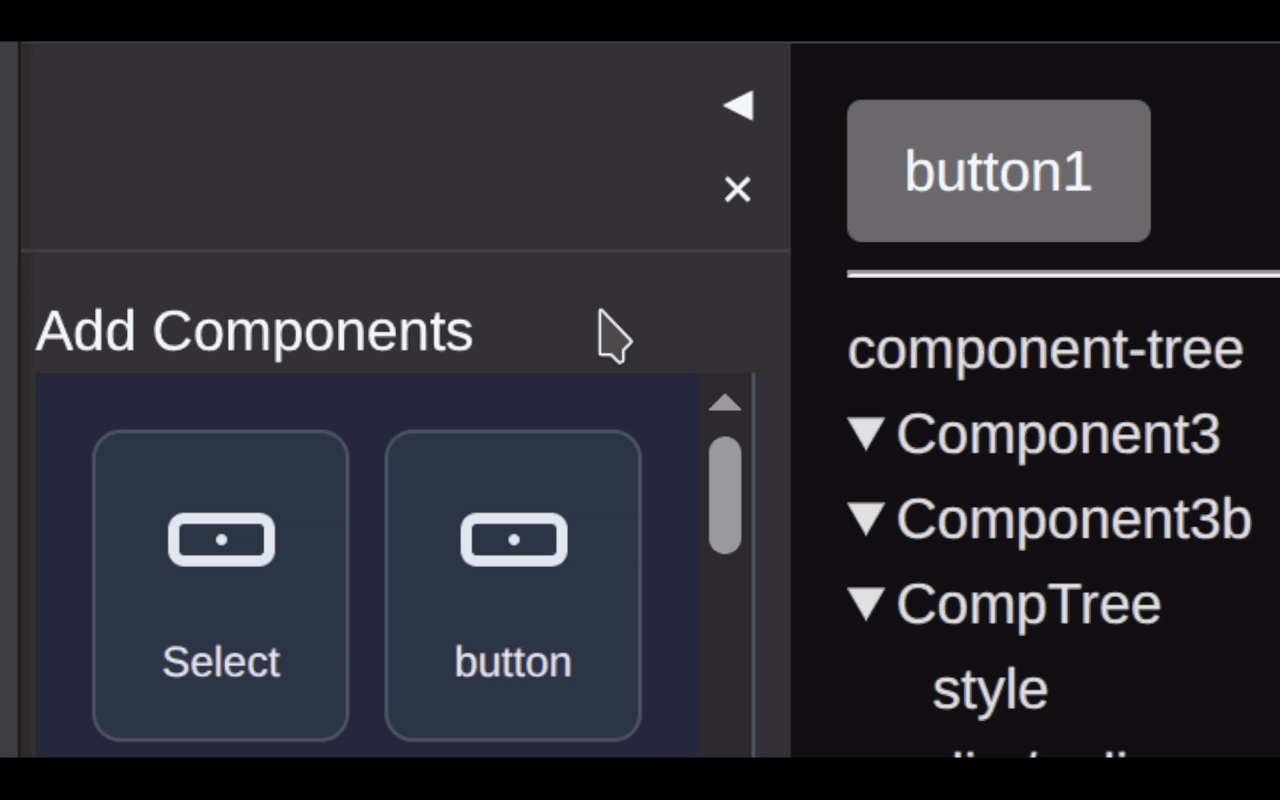 Add Components
Select
button
button1
component-tree
Component3
Component3b
CompTree
style